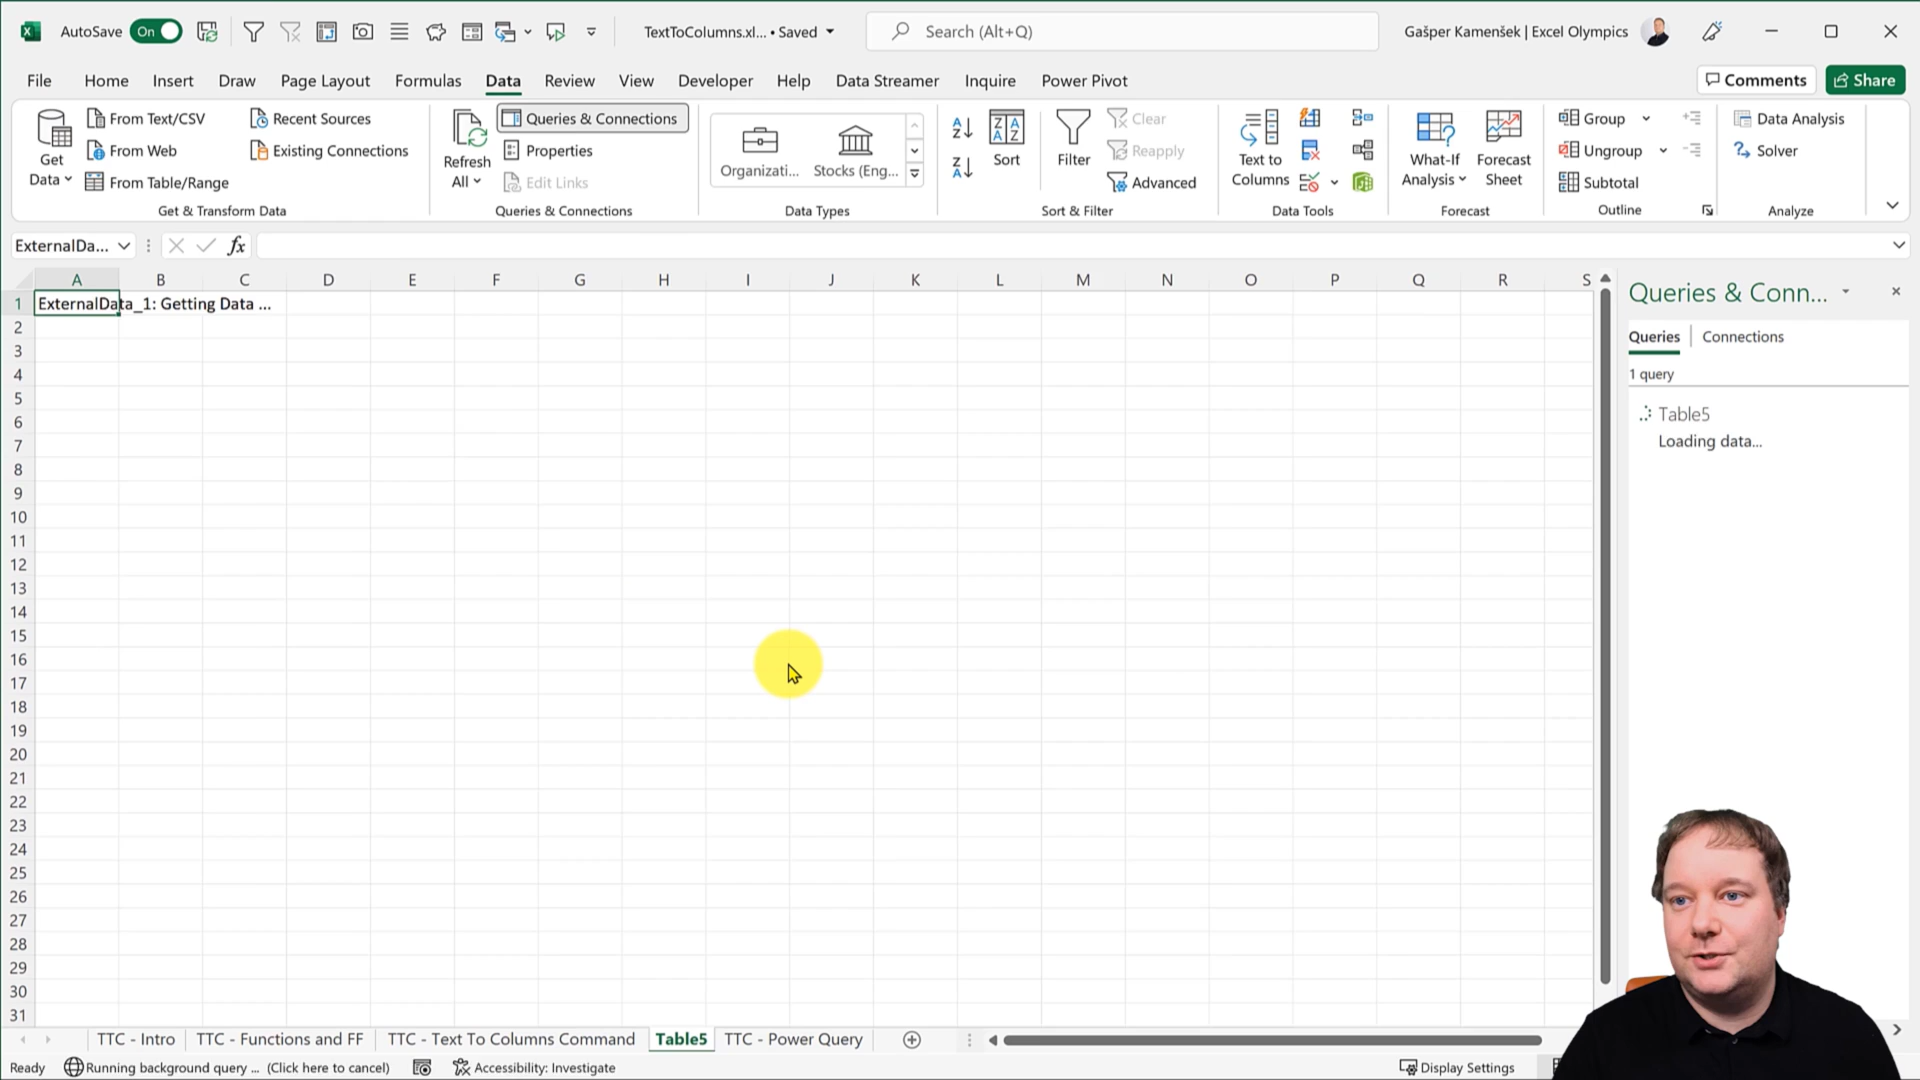 AutoSave On TextToColumns.xl... • Saved Search (Alt+Q) Gašper Kamenšek | Excel Olympics
File Home Insert Draw Page Layout Formulas Data Review View Developer Help Data Streamer Inquire Power Pivot Comments Share
Get Data
From Text/CSV
From Web
From Table/Range
Recent Sources
Existing Connections
Get & Transform Data
Refresh All
Queries & Connections
Properties
Edit Links
Queries & Connections
Organizati... Stocks (Eng...
Data Types
Sort
Filter
Clear
Reapply
Advanced
Sort & Filter
Text to Columns
Data Tools
What-If Analysis
Forecast Sheet
Forecast
Group
Ungroup
Subtotal
Outline
Data Analysis
Solver
Analyze
ExternalDa... fx
A B C D E F G H I J K L M N O P Q R S
1 ExternalData_1: Getting Data ...
2
3
4
5
6
7
8
9
10
11
12
13
14
15
16
17
18
19
20
21
22
23
24
25
26
27
28
29
30
31
Queries & Conn...
Queries | Connections
1 query
Table5
Loading data...
TTC - Intro TTC - Functions and FF TTC - Text To Columns Command Table5 TTC - Power Query
Ready Running background query ... (Click here to cancel) Accessibility: Investigate Display Settings